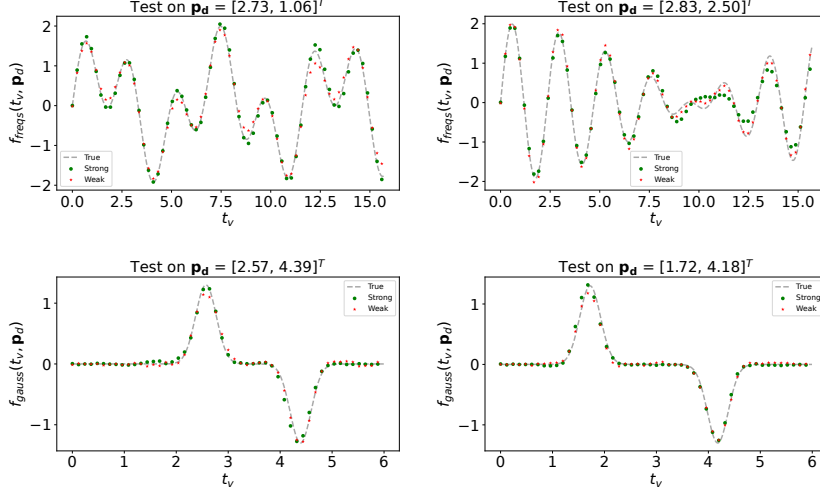 Test on p_d = [2.73, 1.06]^T
2
1
0
−1
−2
f_freqs(t_v, p_d)
True
Strong
Weak
0.0 2.5 5.0 7.5 10.0 12.5 15.0
t_v
Test on p_d = [2.83, 2.50]^T
2
1
0
−1
−2
f_freqs(t_v, p_d)
True
Strong
Weak
0.0 2.5 5.0 7.5 10.0 12.5 15.0
t_v
Test on p_d = [2.57, 4.39]^T
1
0
−1
f_gauss(t_v, p_d)
True
Strong
Weak
0 1 2 3 4 5 6
t_v
Test on p_d = [1.72, 4.18]^T
1
0
−1
f_gauss(t_v, p_d)
True
Strong
Weak
0 1 2 3 4 5 6
t_v